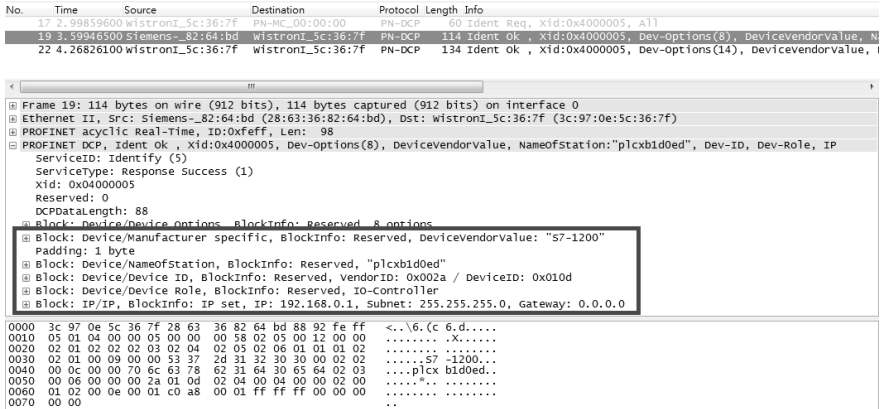 No. Time Source Destination Protocol Length Info
17 2.99859600 WistronI_5c:36:7f PN-MC_00:00:00 PN-DCP 60 Ident Req, Xid:0x4000005, All
19 3.59946500 Siemens-_82:64:bd WistronI_5c:36:7f PN-DCP 114 Ident Ok , Xid:0x4000005, Dev-Options(8), DeviceVendorValue,
22 4.26826100 WistronI_5c:36:7f WistronI_5c:36:7f PN-DCP 134 Ident Ok , Xid:0x4000005, Dev-Options(14), DeviceVendorValue,
Frame 19: 114 bytes on wire (912 bits), 114 bytes captured (912 bits) on interface 0
Ethernet II, Src: Siemens-_82:64:bd (28:63:36:82:64:bd), Dst: WistronI_5c:36:7f (3c:97:0e:5c:36:7f)
PROFINET acyclic Real-Time, ID:0xfeff, Len: 98
PROFINET DCP, Ident Ok , Xid:0x4000005, Dev-Options(8), DeviceVendorValue, NameOfStation:"plcxb1d0ed", Dev-ID, Dev-Role, IP
ServiceID: Identify (5)
ServiceType: Response Success (1)
Xid: 0x04000005
Reserved: 0
DCPDataLength: 88
Block: Device/Device Options, BlockInfo: Reserved, 8 options
Block: Device/Manufacturer specific, BlockInfo: Reserved, DeviceVendorValue: "S7-1200"
Padding: 1 byte
Block: Device/NameOfStation, BlockInfo: Reserved, "plcxb1d0ed"
Block: Device/Device ID, BlockInfo: Reserved, VendorID: 0x002a / DeviceID: 0x010d
Block: Device/Device Role, BlockInfo: Reserved, IO-Controller
Block: IP/IP, BlockInfo: IP set, IP: 192.168.0.1, Subnet: 255.255.255.0, Gateway: 0.0.0.0
0000 3c 97 0e 5c 36 7f 28 63 36 82 64 bd 88 92 fe ff <..\6.(c 6.d.....
0010 05 01 04 00 00 05 00 00 00 58 02 05 00 12 00 00 ........ .X......
0020 02 01 02 02 02 03 02 04 02 05 02 06 01 01 01 02 ........ ........
0030 02 01 00 09 00 00 53 37 2d 31 32 30 30 00 02 02 ......S7 -1200...
0040 00 0c 00 00 70 6c 63 78 62 31 64 30 65 64 02 03 ....plcx b1d0ed..
0050 00 06 00 00 00 2a 01 0d 02 04 00 04 00 00 02 00 .....*.. ........
0060 01 02 00 0e 00 01 c0 a8 00 01 ff ff ff 00 00 00 ........ ........
0070 00 00 ..